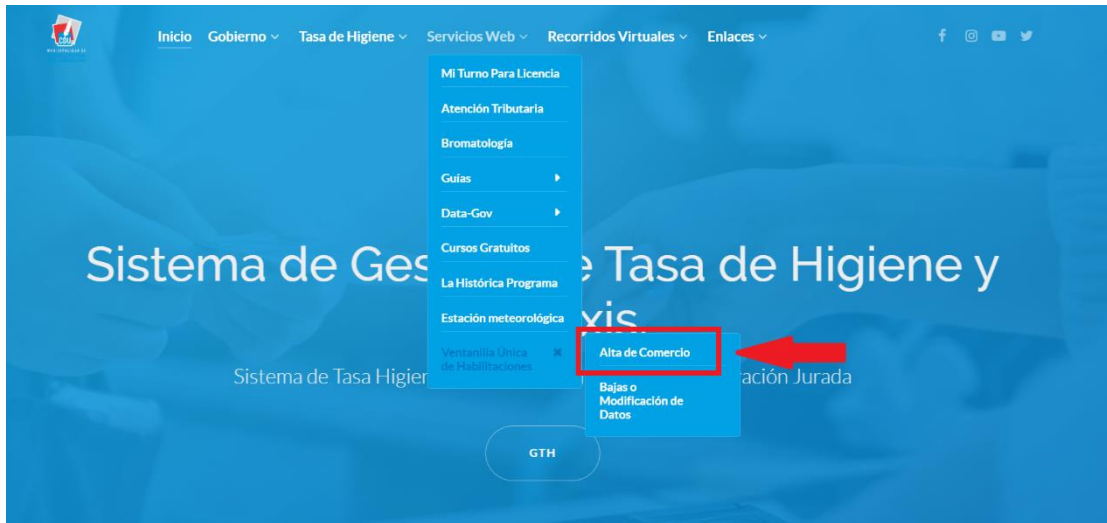 CDU
Inicio Gobierno Tasa de Higiene Servicios Web Recorridos Virtuales Enlaces
Mi Turno Para Licencia
Atención Tributaria
Bromatología
Guías
Data-Gov
Cursos Gratuitos
La Histórica Programa
Estación meteorológica
Ventanilla Única
de Habilitaciones
Alta de Comercio
Bajas o
Modificación de
Datos
Sistema de Ges e Tasa de Higiene y
xis
Sistema de Tasa Higien ración Jurada
GTH